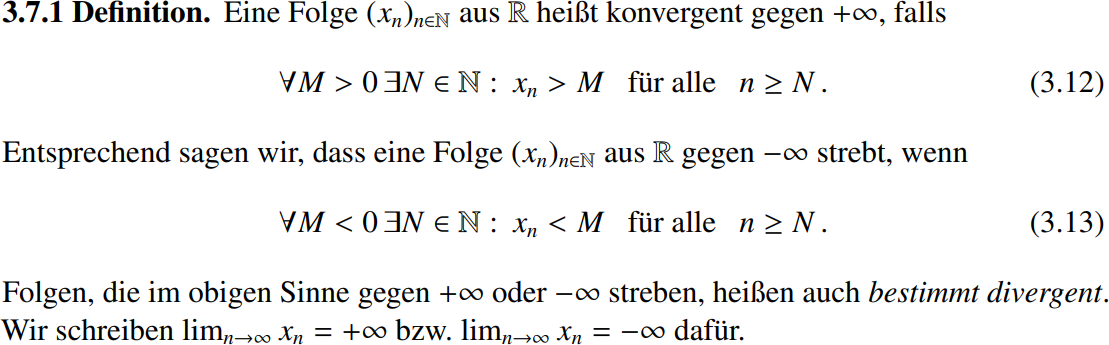 3.7.1 Definition. Eine Folge (xₙ)ₙ∈ℕ aus ℝ heißt konvergent gegen +∞, falls
∀M > 0 ∃N ∈ ℕ : xₙ > M für alle n ≥ N . (3.12)
Entsprechend sagen wir, dass eine Folge (xₙ)ₙ∈ℕ aus ℝ gegen −∞ strebt, wenn
∀M < 0 ∃N ∈ ℕ : xₙ < M für alle n ≥ N . (3.13)
Folgen, die im obigen Sinne gegen +∞ oder −∞ streben, heißen auch bestimmt divergent.
Wir schreiben limₙ→∞ xₙ = +∞ bzw. limₙ→∞ xₙ = −∞ dafür.